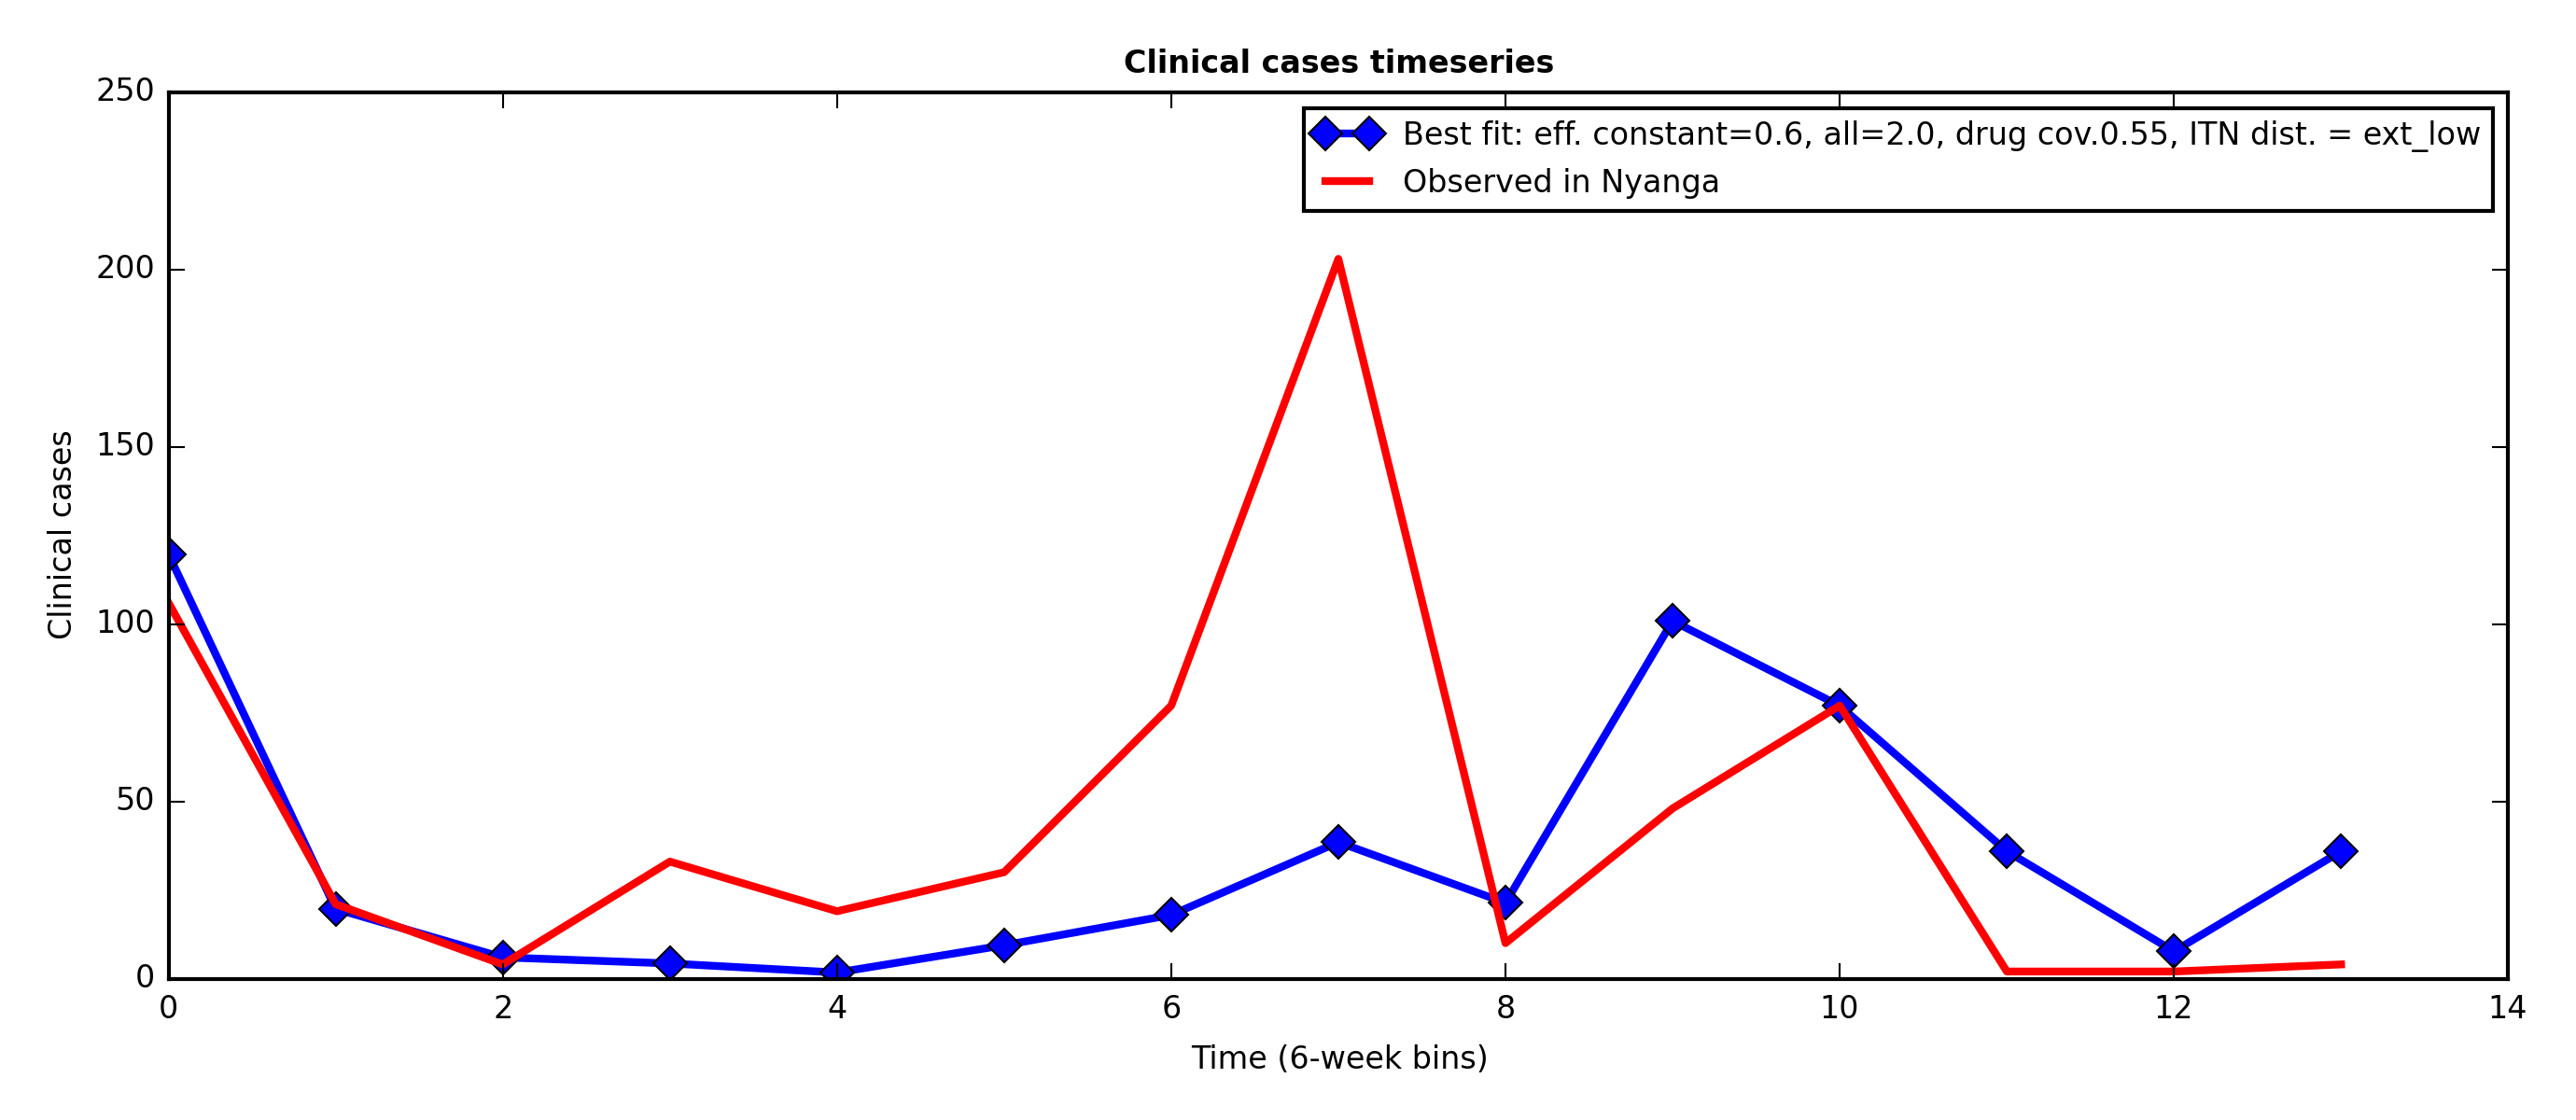 Clinical cases timeseries
250
200
150
100
50
0
Clinical cases
Best fit: eff. constant=0.6, all=2.0, drug cov.0.55, ITN dist. = ext_low
Observed in Nyanga
0 2 4 6 8 10 12 14
Time (6-week bins)